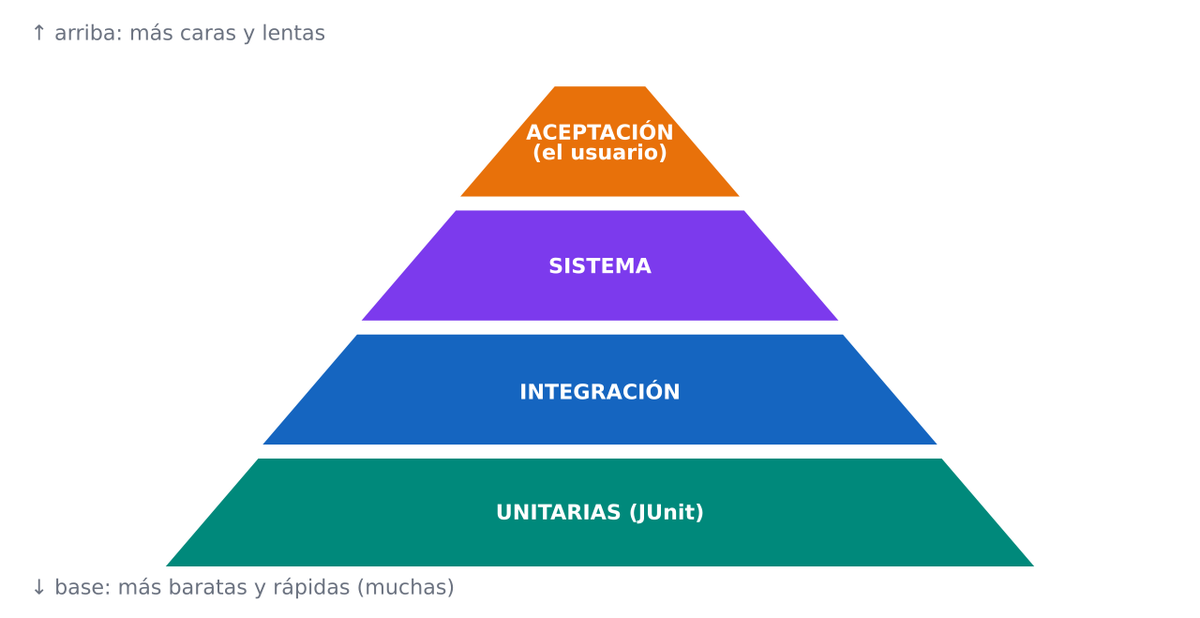 ↑ arriba: más caras y lentas
ACEPTACIÓN
(el usuario)
SISTEMA
INTEGRACIÓN
UNITARIAS (JUnit)
↓ base: más baratas y rápidas (muchas)